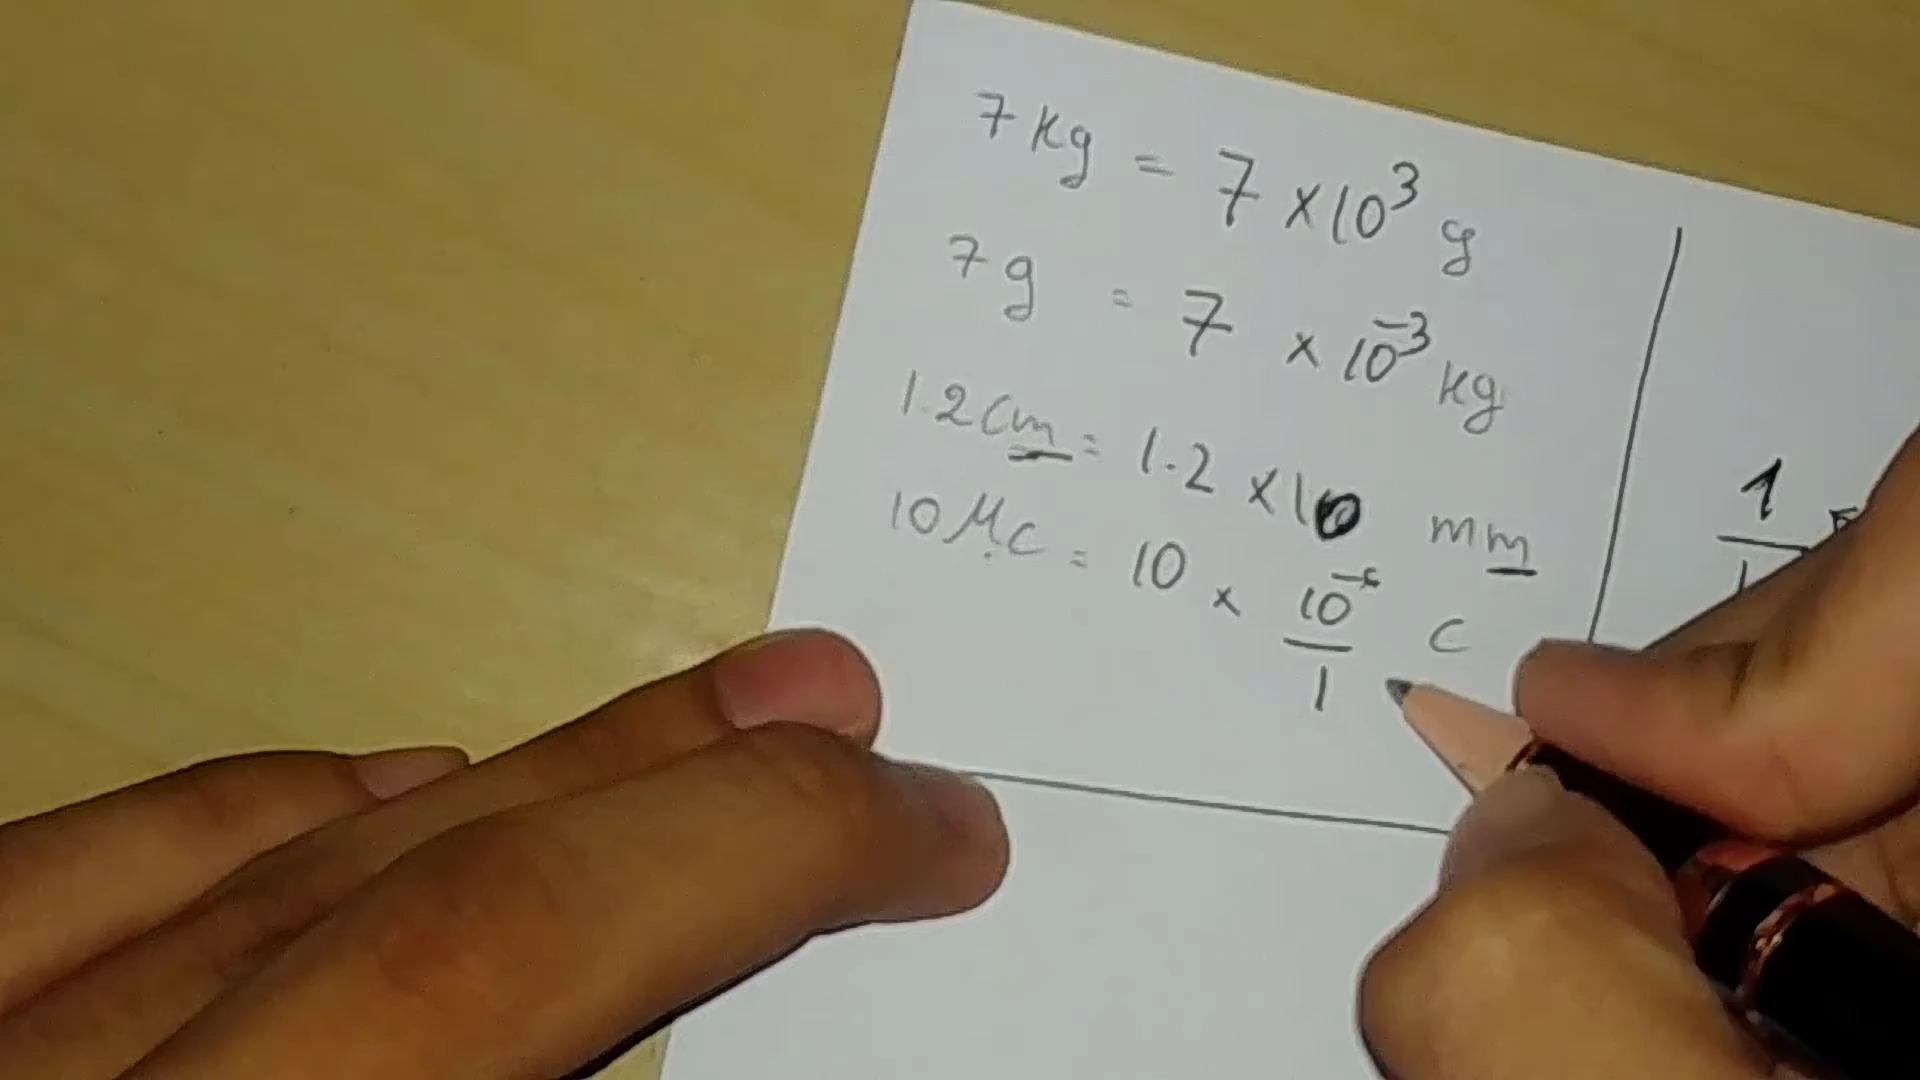 7 kg = 7 × 10³ g
7 g = 7 × 10⁻³ kg
1.2 cm = 1.2 × 10 mm
10 μc = 10 × 10⁻⁶/1 c
1